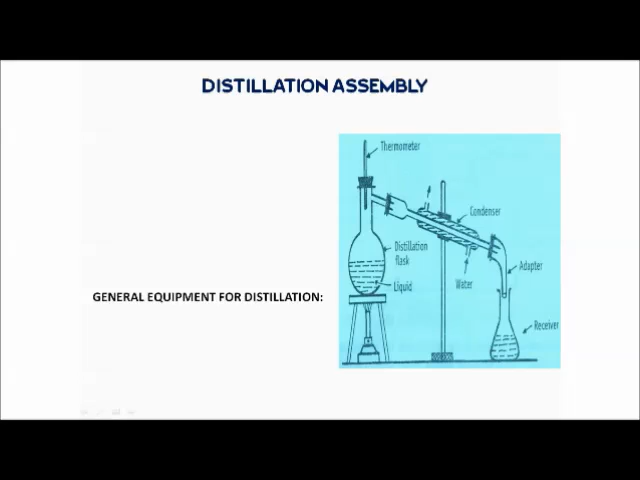 DISTILLATION ASSEMBLY
Thermometer
Condenser
Distillation
flask
Adapter
Liquid
Water
GENERAL EQUIPMENT FOR DISTILLATION:
Receiver